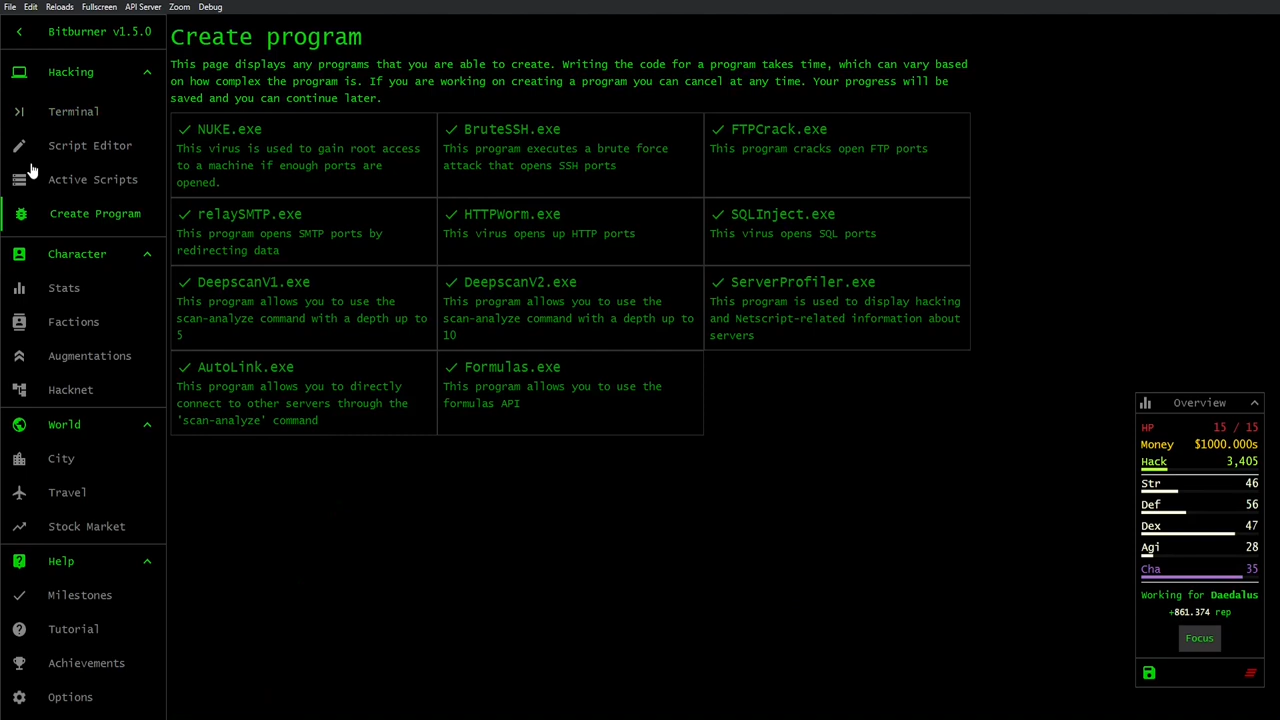 File Edit Reloads Fullscreen API Server Zoom Debug
Bitburner v1.5.0
Hacking
Terminal
Script Editor
Active Scripts
Create Program
Character
Stats
Factions
Augmentations
Hacknet
World
City
Travel
Stock Market
Help
Milestones
Tutorial
Achievements
Options
Create program
This page displays any programs that you are able to create. Writing the code for a program takes time, which can vary based
on how complex the program is. If you are working on creating a program you can cancel at any time. Your progress will be
saved and you can continue later.
NUKE.exe
This virus is used to gain root access
to a machine if enough ports are
opened.
BruteSSH.exe
This program executes a brute force
attack that opens SSH ports
FTPCrack.exe
This program cracks open FTP ports
relaySMTP.exe
This program opens SMTP ports by
redirecting data
HTTPWorm.exe
This virus opens up HTTP ports
SQLInject.exe
This virus opens SQL ports
DeepscanV1.exe
This program allows you to use the
scan-analyze command with a depth up to
5
DeepscanV2.exe
This program allows you to use the
scan-analyze command with a depth up to
10
ServerProfiler.exe
This program is used to display hacking
and Netscript-related information about
servers
AutoLink.exe
This program allows you to directly
connect to other servers through the
'scan-analyze' command
Formulas.exe
This program allows you to use the
formulas API
Overview
HP 15 / 15
Money $1000.000s
Hack 3,405
Str 46
Def 56
Dex 47
Agi 28
Cha 35
Working for Daedalus
+861.374 rep
Focus